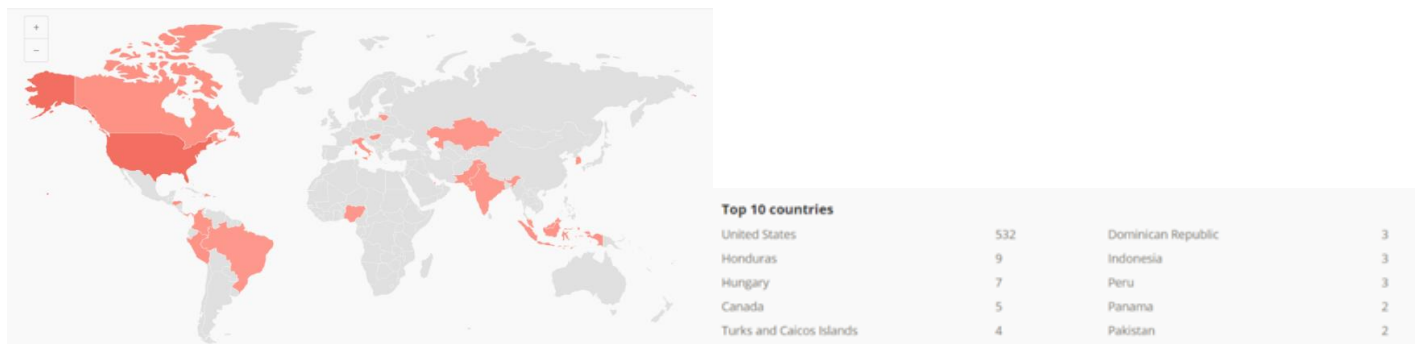 +
−
Top 10 countries
United States 532 Dominican Republic 3
Honduras 9 Indonesia 3
Hungary 7 Peru 3
Canada 5 Panama 2
Turks and Caicos Islands 4 Pakistan 2